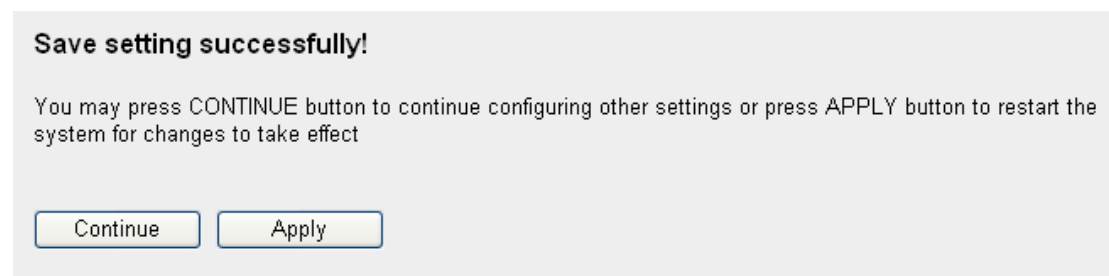 Save setting successfully!
You may press CONTINUE button to continue configuring other settings or press APPLY button to restart the
system for changes to take effect
Continue Apply